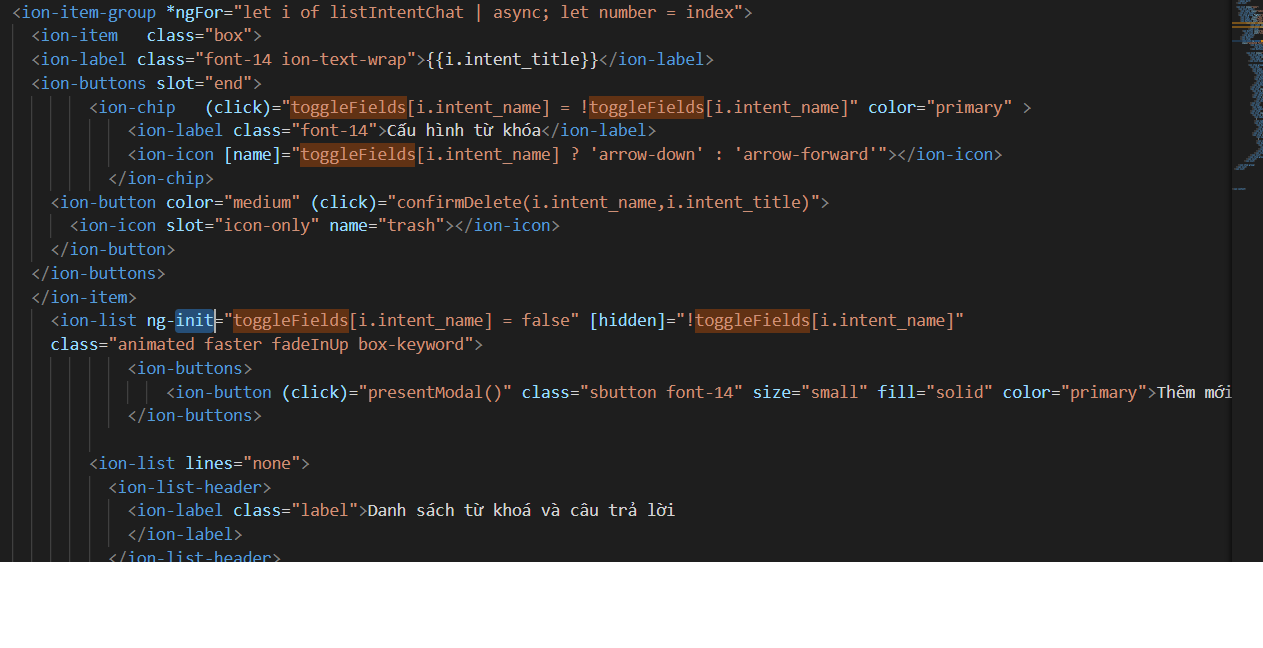 <ion-item-group *ngFor="let i of listIntentChat | async; let number = index">
<ion-item   class="box">
<ion-label class="font-14 ion-text-wrap">{{i.intent_title}}</ion-label>
<ion-buttons slot="end">
<ion-chip   (click)="toggleFields[i.intent_name] = !toggleFields[i.intent_name]" color="primary" >
<ion-label class="font-14">Cấu hình từ khóa</ion-label>
<ion-icon [name]="toggleFields[i.intent_name] ? 'arrow-down' : 'arrow-forward'"></ion-icon>
</ion-chip>
<ion-button color="medium" (click)="confirmDelete(i.intent_name,i.intent_title)">
<ion-icon slot="icon-only" name="trash"></ion-icon>
</ion-button>
</ion-buttons>
</ion-item>
<ion-list ng-init="toggleFields[i.intent_name] = false" [hidden]="!toggleFields[i.intent_name]"
class="animated faster fadeInUp box-keyword">
<ion-buttons>
<ion-button (click)="presentModal()" class="sbutton font-14" size="small" fill="solid" color="primary">Thêm mới
</ion-buttons>
<ion-list lines="none">
<ion-list-header>
<ion-label class="label">Danh sách từ khoá và câu trả lời
</ion-label>
</ion-list-header>